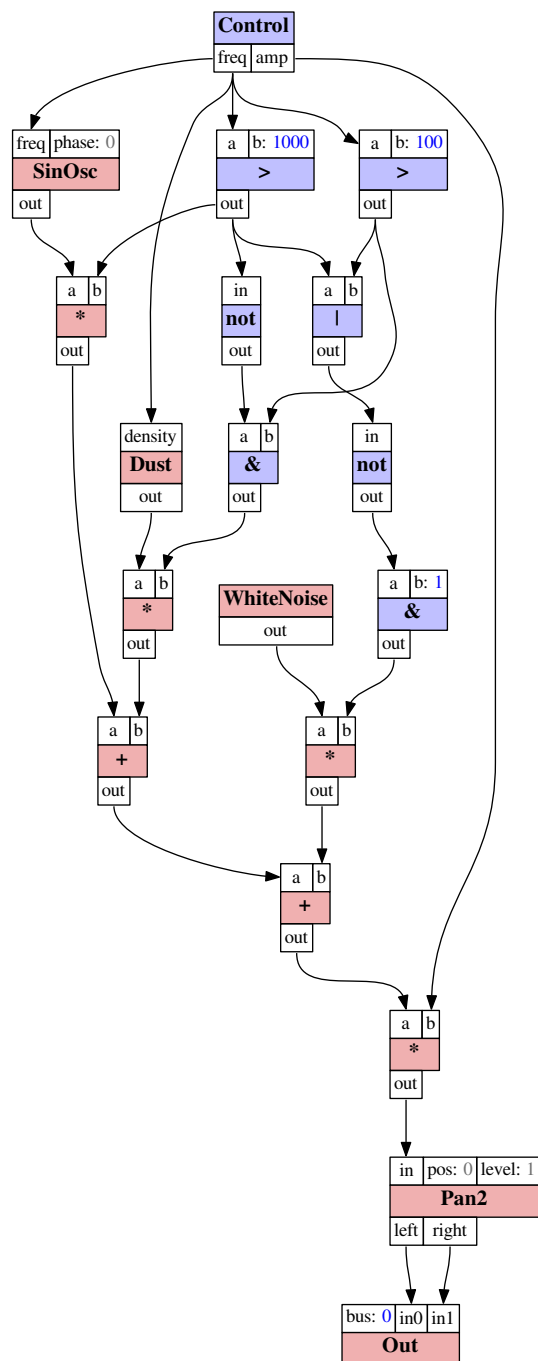 Control
freq amp
freq phase: 0
SinOsc
out
a b: 1000
>
out
a b: 100
>
out
a b
*
out
in
not
out
a b
|
out
density
Dust
out
a b
&
out
in
not
out
a b
*
out
WhiteNoise
out
a b: 1
&
out
a b
+
out
a b
*
out
a b
+
out
a b
*
out
in pos: 0 level: 1
Pan2
left right
bus: 0 in0 in1
Out